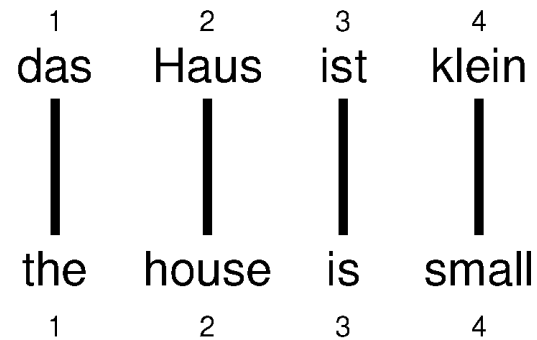 1 2 3 4
das Haus ist klein
the house is small
1 2 3 4